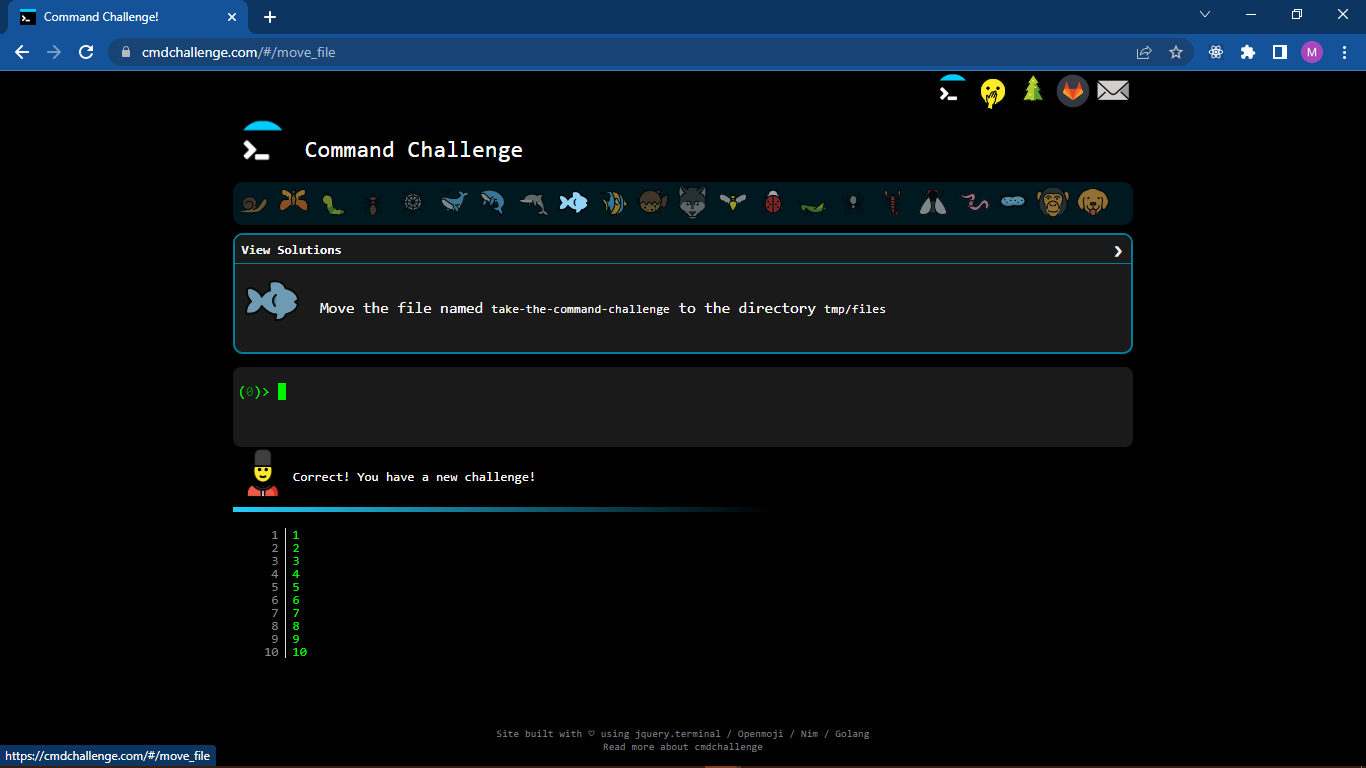 Command Challenge!
cmdchallenge.com/#/move_file
M
Command Challenge
View Solutions
Move the file named take-the-command-challenge to the directory tmp/files
(0)>
Correct! You have a new challenge!
1 1
2 2
3 3
4 4
5 5
6 6
7 7
8 8
9 9
10 10
Site built with ♡ using jquery.terminal / Openmoji / Nim / Golang
Read more about cmdchallenge
https://cmdchallenge.com/#/move_file